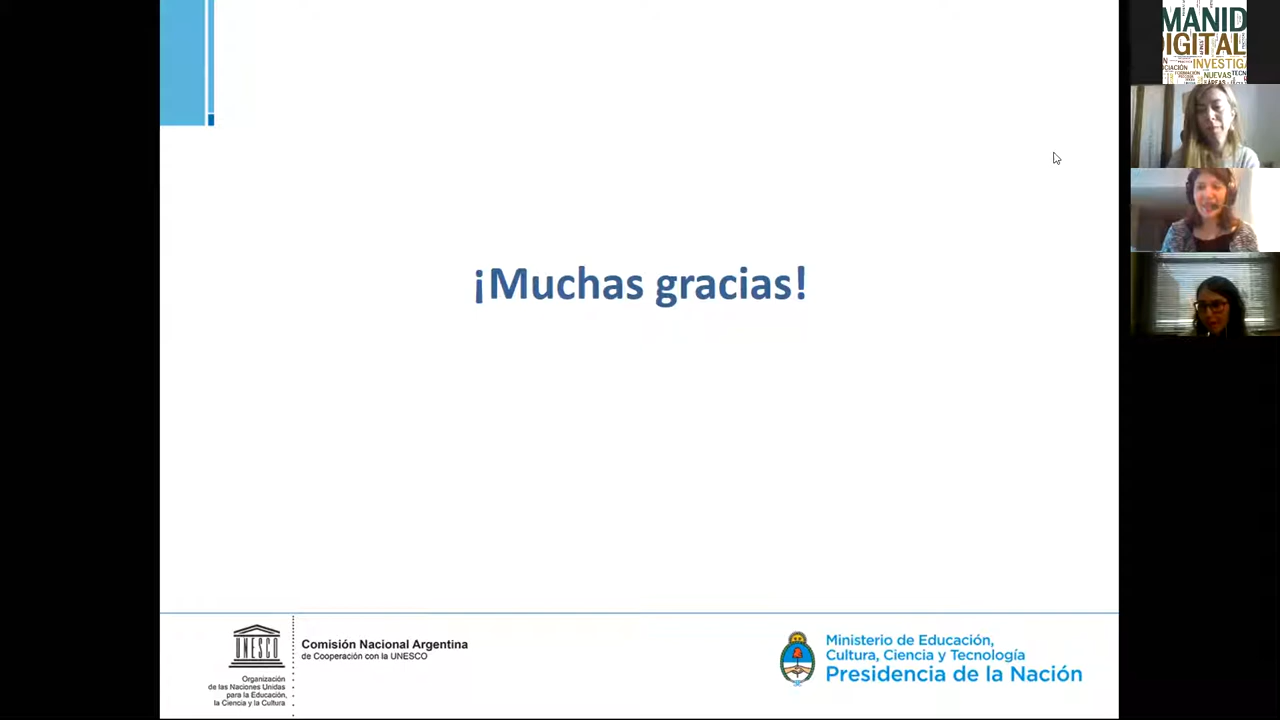 ¡Muchas gracias!
UNESCO
Organización
de las Naciones Unidas
para la Educación,
la Ciencia y la Cultura
Comisión Nacional Argentina
de Cooperación con la UNESCO
Ministerio de Educación,
Cultura, Ciencia y Tecnología
Presidencia de la Nación
MANID
DIGITAL
INVESTIGA
NUEVAS